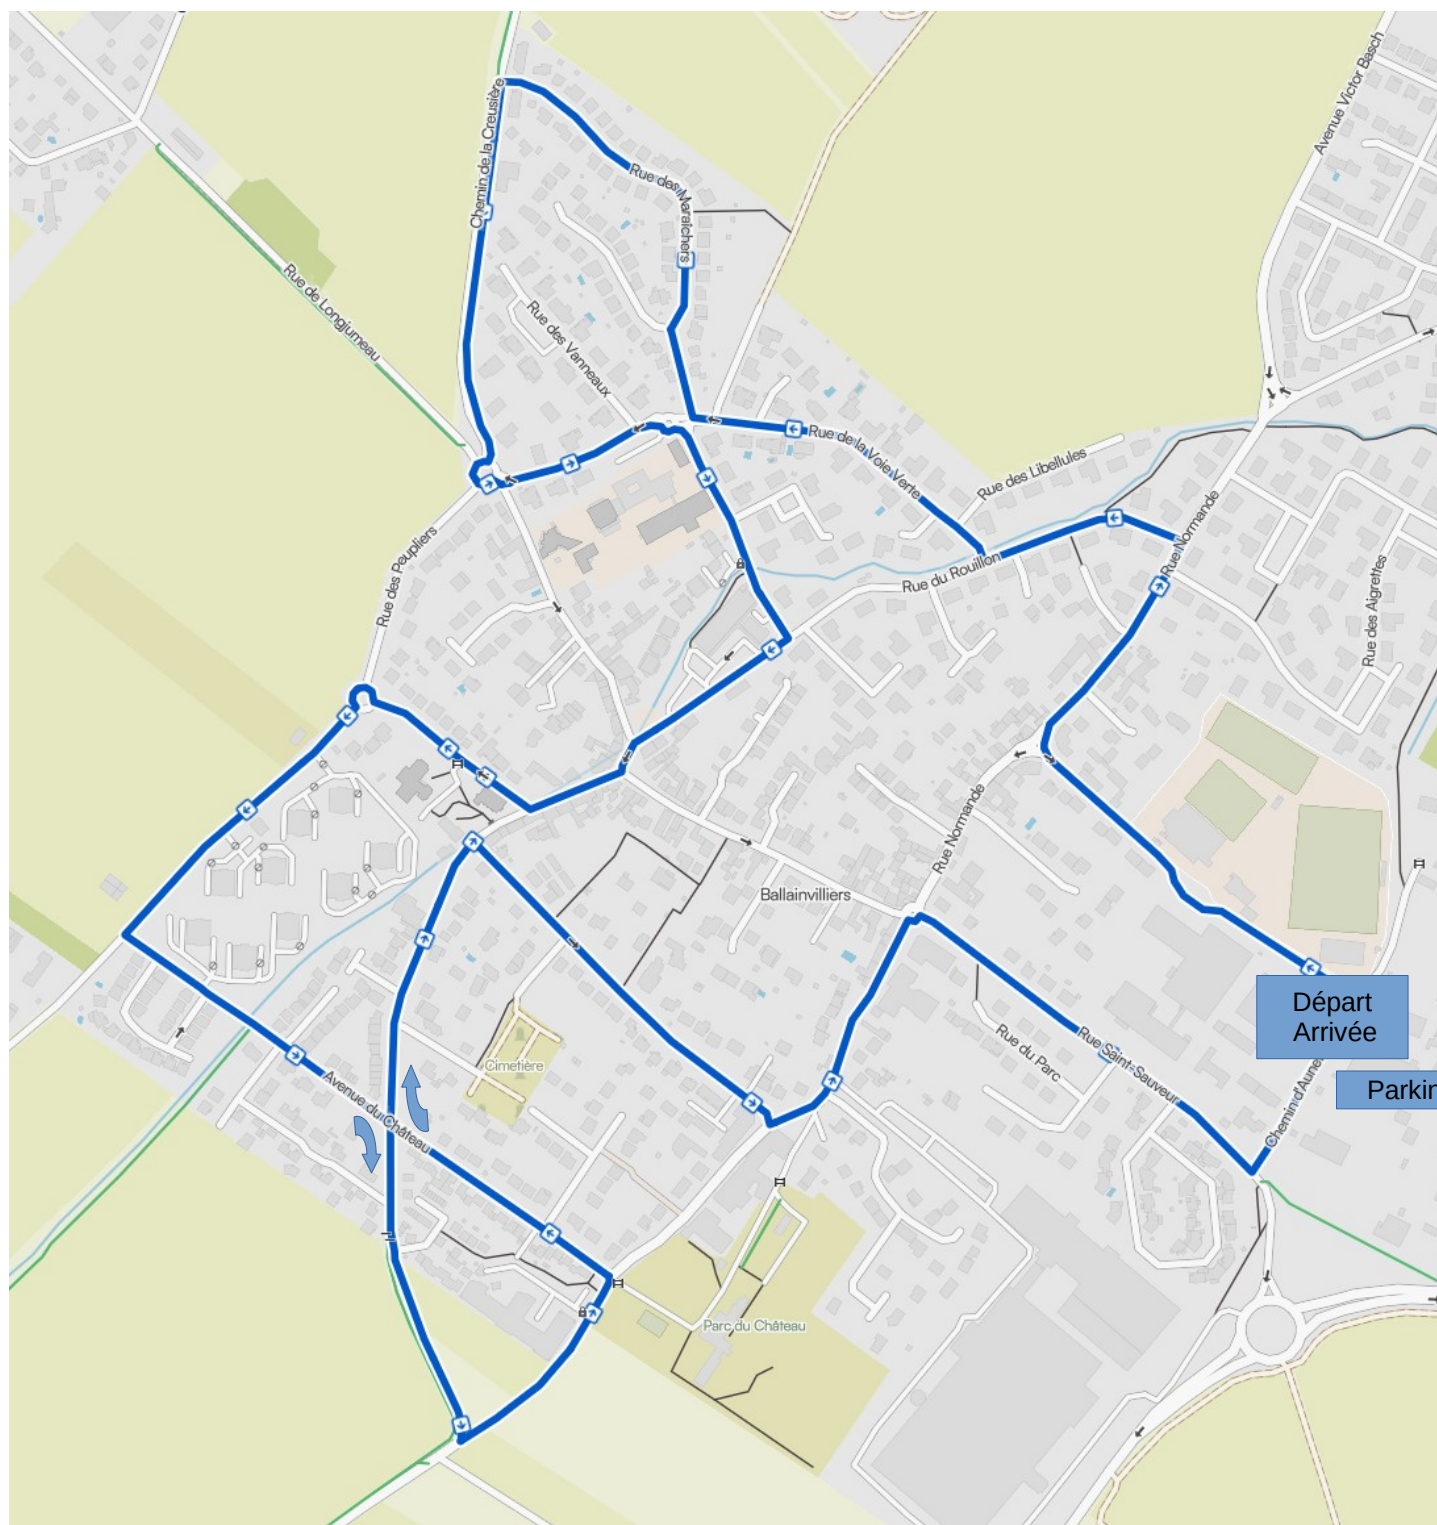 Avenue Victor Basch
Chemin de la Creusière
Rue des Maraîchers
Rue de Longjumeau
Rue des Vanneaux
Rue de la Voie Verte
Rue des Libellules
Rue Normande
Rue des Peupliers
Rue du Rouillon
Rue des Aigrettes
Rue Normande
Ballainvilliers
Départ
Arrivée
Rue du Parc
Rue Saint-Sauveur
Cimetière
Avenue du Château
Parkin
Chemin d'Aune
Parc du Château